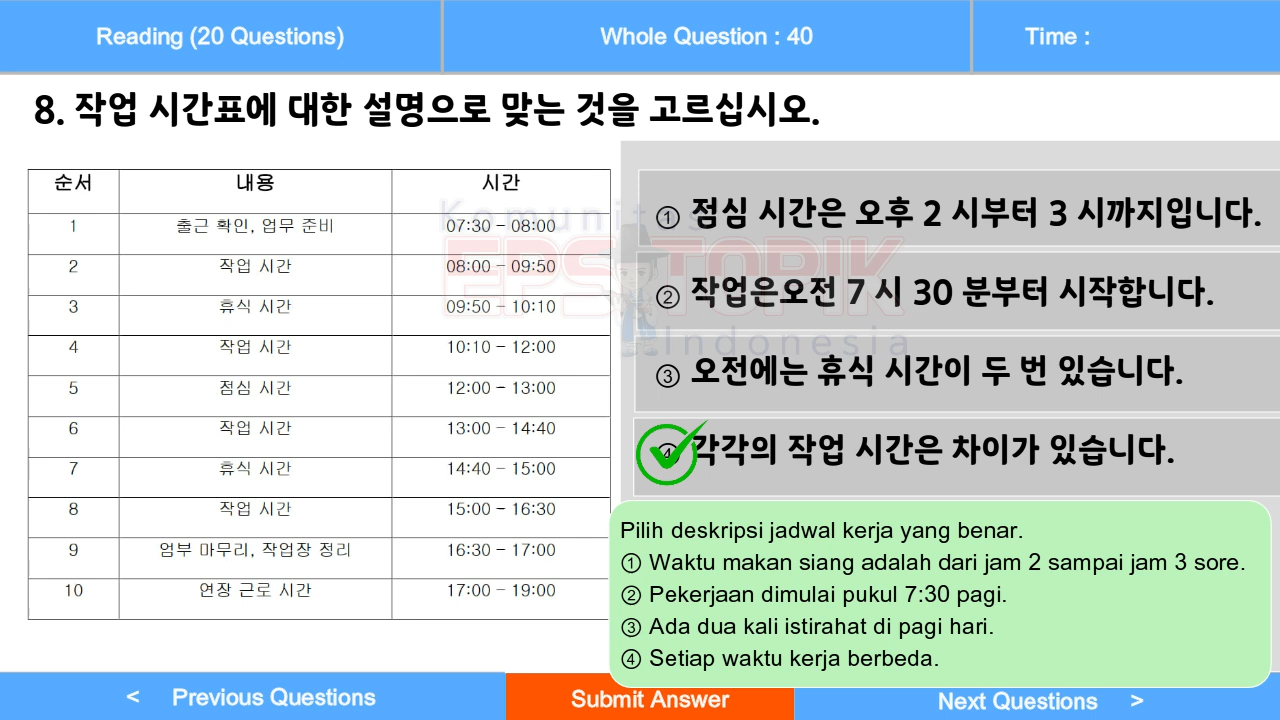 Reading (20 Questions)
Whole Question : 40
Time :
8. 작업 시간표에 대한 설명으로 맞는 것을 고르십시오.
순서 내용 시간
1 출근 확인, 업무 준비 07:30 – 08:00
2 작업 시간 08:00 – 09:50
3 휴식 시간 09:50 – 10:10
4 작업 시간 10:10 – 12:00
5 점심 시간 12:00 – 13:00
6 작업 시간 13:00 – 14:40
7 휴식 시간 14:40 – 15:00
8 작업 시간 15:00 – 16:30
9 엄부 마무리, 작업장 정리 16:30 – 17:00
10 연장 근로 시간 17:00 – 19:00
Komunitas
EPS TOPIK
Indonesia
① 점심 시간은 오후 2 시부터 3 시까지입니다.
② 작업은오전 7 시 30 분부터 시작합니다.
③ 오전에는 휴식 시간이 두 번 있습니다.
④ 각각의 작업 시간은 차이가 있습니다.
Pilih deskripsi jadwal kerja yang benar.
① Waktu makan siang adalah dari jam 2 sampai jam 3 sore.
② Pekerjaan dimulai pukul 7:30 pagi.
③ Ada dua kali istirahat di pagi hari.
④ Setiap waktu kerja berbeda.
< Previous Questions
Submit Answer
Next Questions >